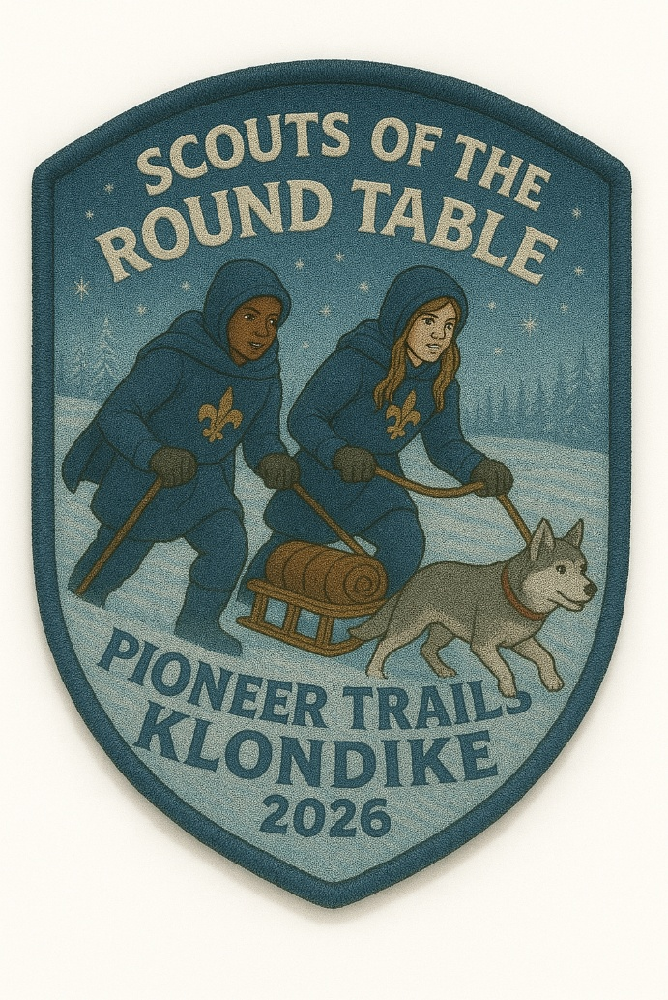 SCOUTS OF THE
ROUND TABLE
PIONEER TRAILS
KLONDIKE
2026